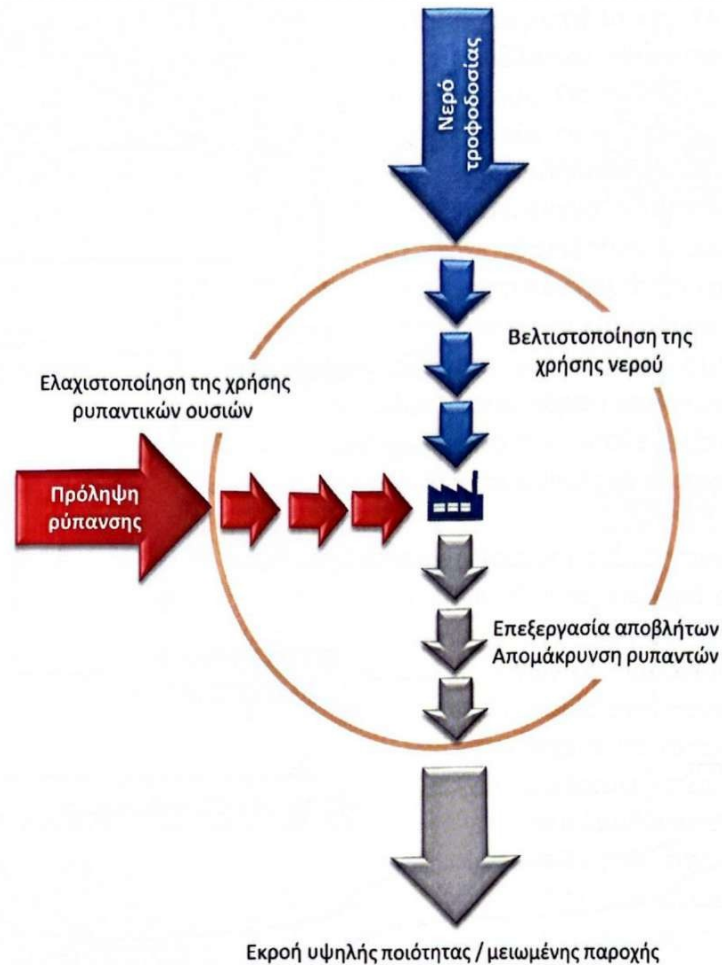 Νερό
τροφοδοσίας
Βελτιστοποίηση της
χρήσης νερού
Ελαχιστοποίηση της χρήσης
ρυπαντικών ουσιών
Πρόληψη
ρύπανσης
Επεξεργασία αποβλήτων
Απομάκρυνση ρυπαντών
Εκροή υψηλής ποιότητας / μειωμένης παροχής